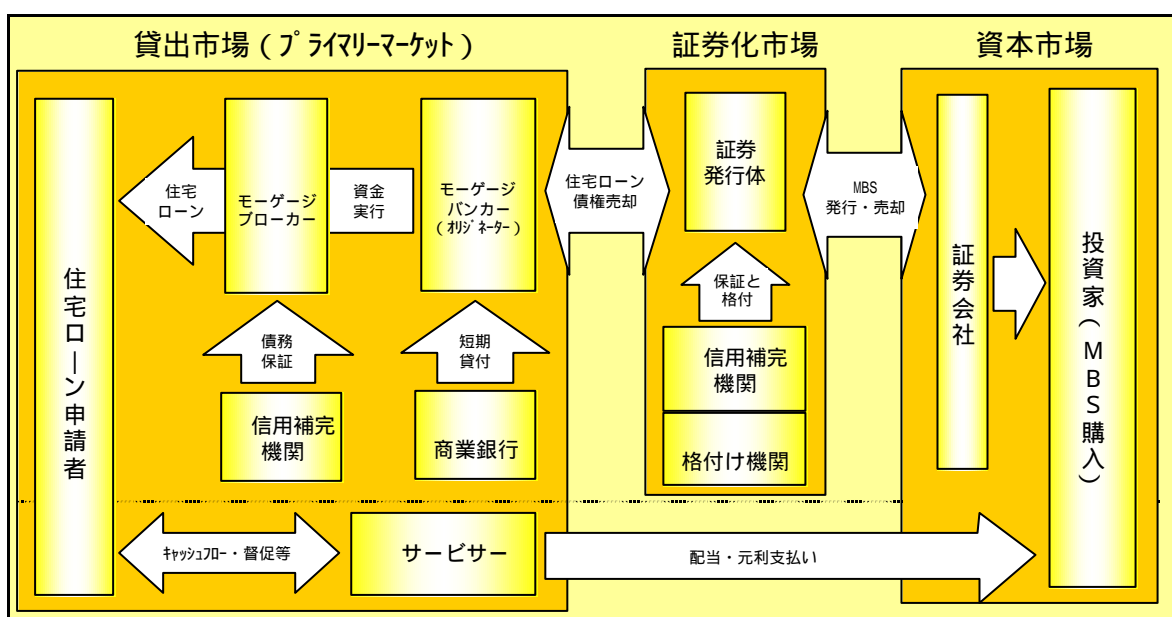 貸出市場（ﾌﾟﾗｲﾏﾘｰﾏｰｹｯﾄ）
証券化市場
資本市場
住宅ローン申請者
住宅
ローン
モーゲージ
ブローカー
資金
実行
モーゲージ
バンカー
（ｵﾘｼﾞﾈｰﾀｰ）
住宅ローン
債権売却
証券
発行体
MBS
発行・売却
証券会社
投資家（MBS購入）
債務
保証
短期
貸付
保証と
格付
信用補完
機関
商業銀行
信用補完
機関
格付け機関
ｷｬｯｼｭﾌﾛｰ・督促等
サービサー
配当・元利支払い